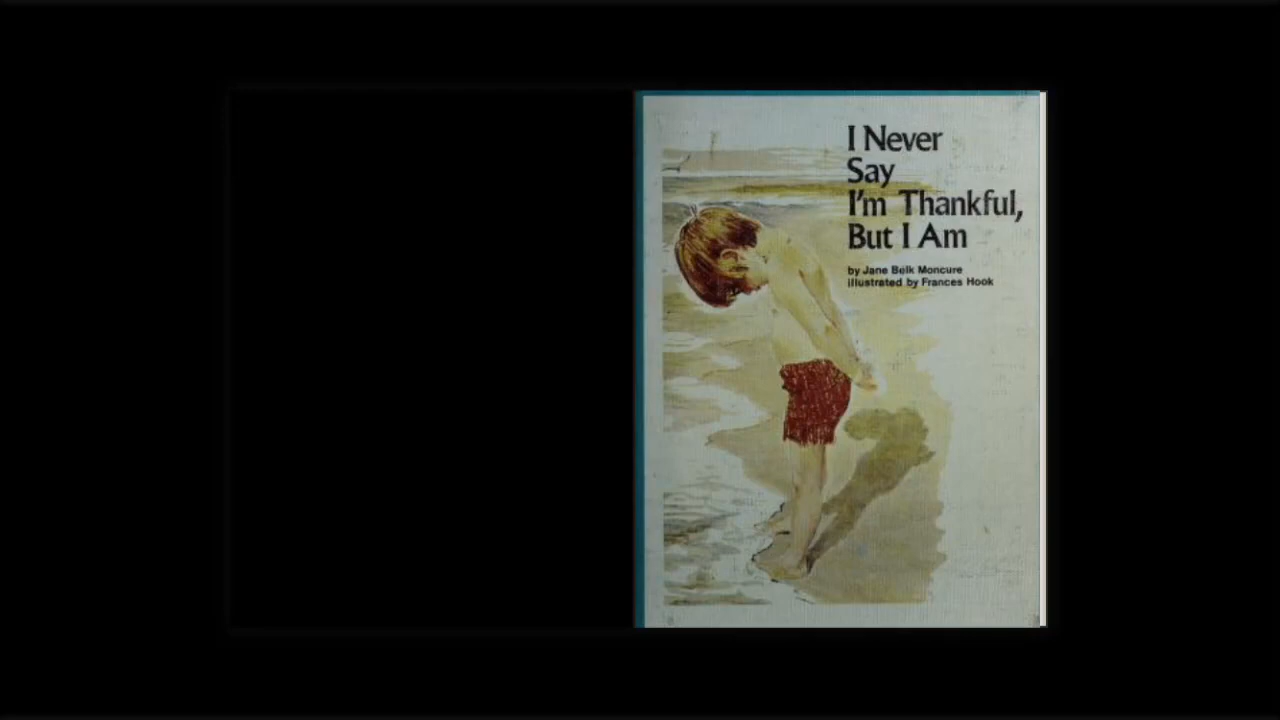 I Never
Say
I'm Thankful,
But I Am
by Jane Belk Moncure
illustrated by Frances Hook